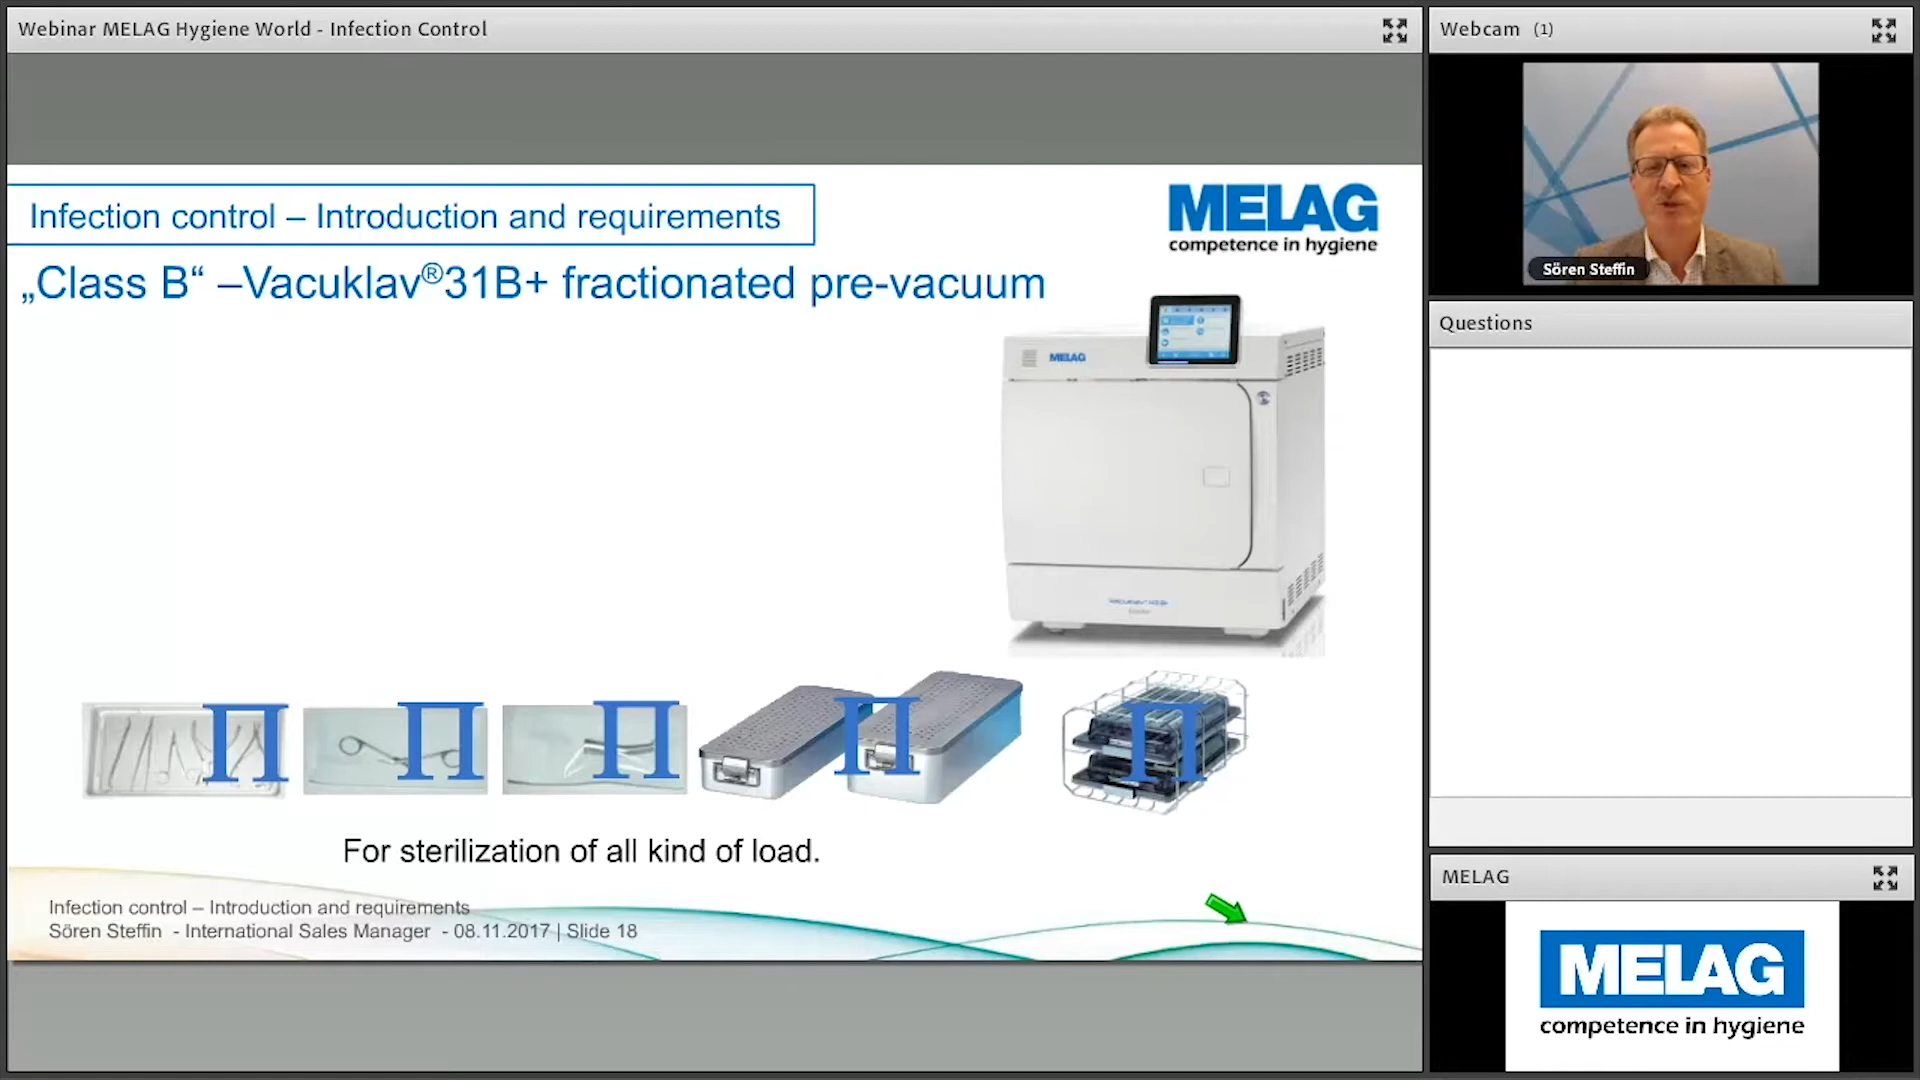 Webinar MELAG Hygiene World - Infection Control
Infection control – Introduction and requirements
MELAG
competence in hygiene
„Class B“ –Vacuklav®31B+ fractionated pre-vacuum
MELAG
Π Π Π Π Π
For sterilization of all kind of load.
Infection control – Introduction and requirements
Sören Steffin - International Sales Manager - 08.11.2017 | Slide 18
Webcam (1)
Sören Steffin
Questions
MELAG
MELAG
competence in hygiene